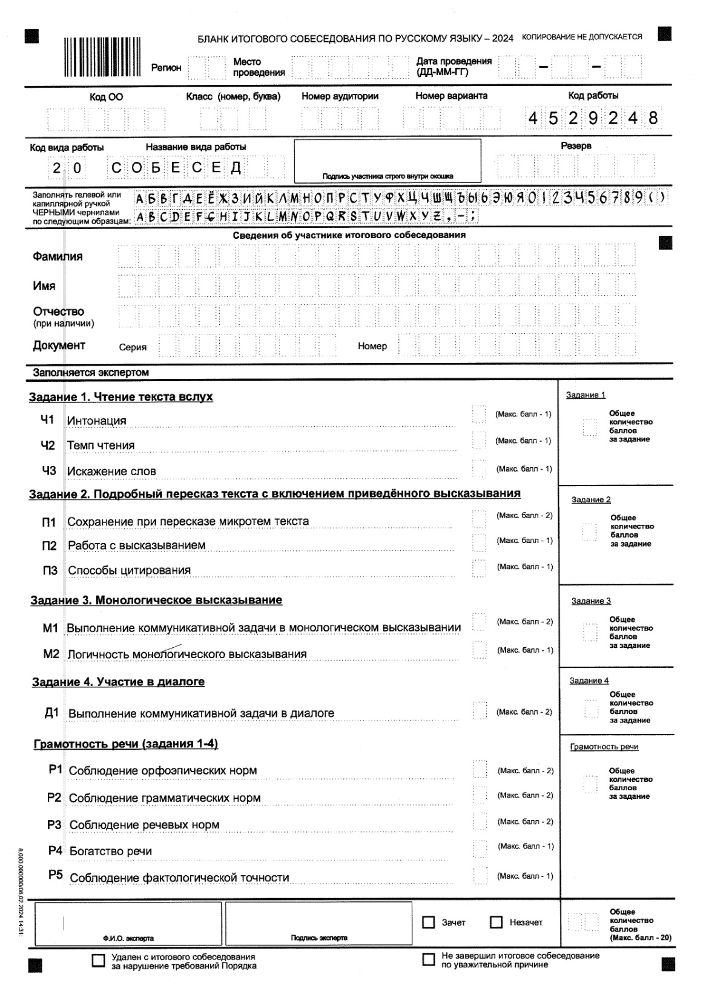 БЛАНК ИТОГОВОГО СОБЕСЕДОВАНИЯ ПО РУССКОМУ ЯЗЫКУ – 2024 КОПИРОВАНИЕ НЕ ДОПУСКАЕТСЯ
Регион
Место проведения
Дата проведения (ДД-ММ-ГГ) – –
Код ОО
Класс (номер, буква)
Номер аудитории
Номер варианта
Код работы
4529248
Код вида работы
Название вида работы
Резерв
20 СОБЕСЕД
Подпись участника строго внутри окошка
Заполнять гелевой или
капиллярной ручкой
ЧЕРНЫМИ чернилами
по следующим образцам:
АБВГДЕЁЖЗИЙКЛМНОПРСТУФХЦЧШЩЪЫЬЭЮЯ0123456789()
ABCDEFGHIJKLMNOPQRSTUVWXYZ,-;
Сведения об участнике итогового собеседования
Фамилия
Имя
Отчество
(при наличии)
Документ Серия Номер
Заполняется экспертом
Задание 1. Чтение текста вслух
Ч1 Интонация (Макс. балл - 1)
Ч2 Темп чтения (Макс. балл - 1)
Ч3 Искажение слов (Макс. балл - 1)
Задание 1
Общее
количество
баллов
за задание
Задание 2. Подробный пересказ текста с включением приведённого высказывания
П1 Сохранение при пересказе микротем текста (Макс. балл - 2)
П2 Работа с высказыванием (Макс. балл - 1)
П3 Способы цитирования (Макс. балл - 1)
Задание 2
Общее
количество
баллов
за задание
Задание 3. Монологическое высказывание
М1 Выполнение коммуникативной задачи в монологическом высказывании (Макс. балл - 2)
М2 Логичность монологического высказывания (Макс. балл - 1)
Задание 3
Общее
количество
баллов
за задание
Задание 4. Участие в диалоге
Д1 Выполнение коммуникативной задачи в диалоге (Макс. балл - 2)
Задание 4
Общее
количество
баллов
за задание
Грамотность речи (задания 1-4)
Р1 Соблюдение орфоэпических норм (Макс. балл - 2)
Р2 Соблюдение грамматических норм (Макс. балл - 2)
Р3 Соблюдение речевых норм (Макс. балл - 2)
Р4 Богатство речи (Макс. балл - 1)
Р5 Соблюдение фактологической точности (Макс. балл - 1)
Грамотность речи
Общее
количество
баллов
за задание
8.000.000000/06.02.2024 14:31:
Ф.И.О. эксперта
Подпись эксперта
Зачет
Незачет
Общее
количество
баллов
(Макс. балл - 20)
Удален с итогового собеседования
за нарушение требований Порядка
Не завершил итоговое собеседование
по уважительной причине